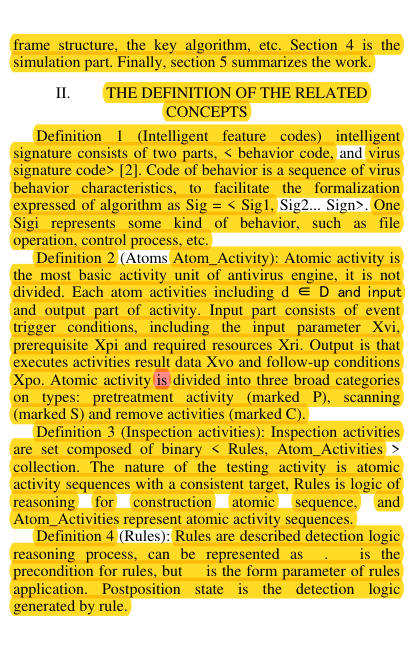 frame structure, the key algorithm, etc. Section 4 is the
simulation part. Finally, section 5 summarizes the work.
II. THE DEFINITION OF THE RELATED
CONCEPTS
Definition 1 (Intelligent feature codes) intelligent
signature consists of two parts, < behavior code, and virus
signature code> [2]. Code of behavior is a sequence of virus
behavior characteristics, to facilitate the formalization
expressed of algorithm as Sig = < Sig1, Sig2... Sign>. One
Sigi represents some kind of behavior, such as file
operation, control process, etc.
Definition 2 (Atoms Atom_Activity): Atomic activity is
the most basic activity unit of antivirus engine, it is not
divided. Each atom activities including d ∈ D and input
and output part of activity. Input part consists of event
trigger conditions, including the input parameter Xvi,
prerequisite Xpi and required resources Xri. Output is that
executes activities result data Xvo and follow-up conditions
Xpo. Atomic activity is divided into three broad categories
on types: pretreatment activity (marked P), scanning
(marked S) and remove activities (marked C).
Definition 3 (Inspection activities): Inspection activities
are set composed of binary < Rules, Atom_Activities >
collection. The nature of the testing activity is atomic
activity sequences with a consistent target, Rules is logic of
reasoning for construction atomic sequence, and
Atom_Activities represent atomic activity sequences.
Definition 4 (Rules): Rules are described detection logic
reasoning process, can be represented as . is the
precondition for rules, but is the form parameter of rules
application. Postposition state is the detection logic
generated by rule.